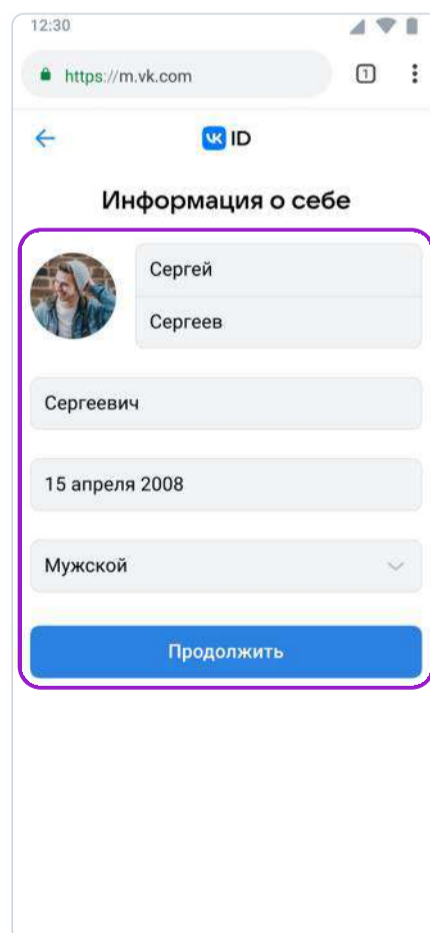 12:30
https://m.vk.com
1
VK ID
Информация о себе
Сергей
Сергеев
Сергеевич
15 апреля 2008
Мужской
Продолжить